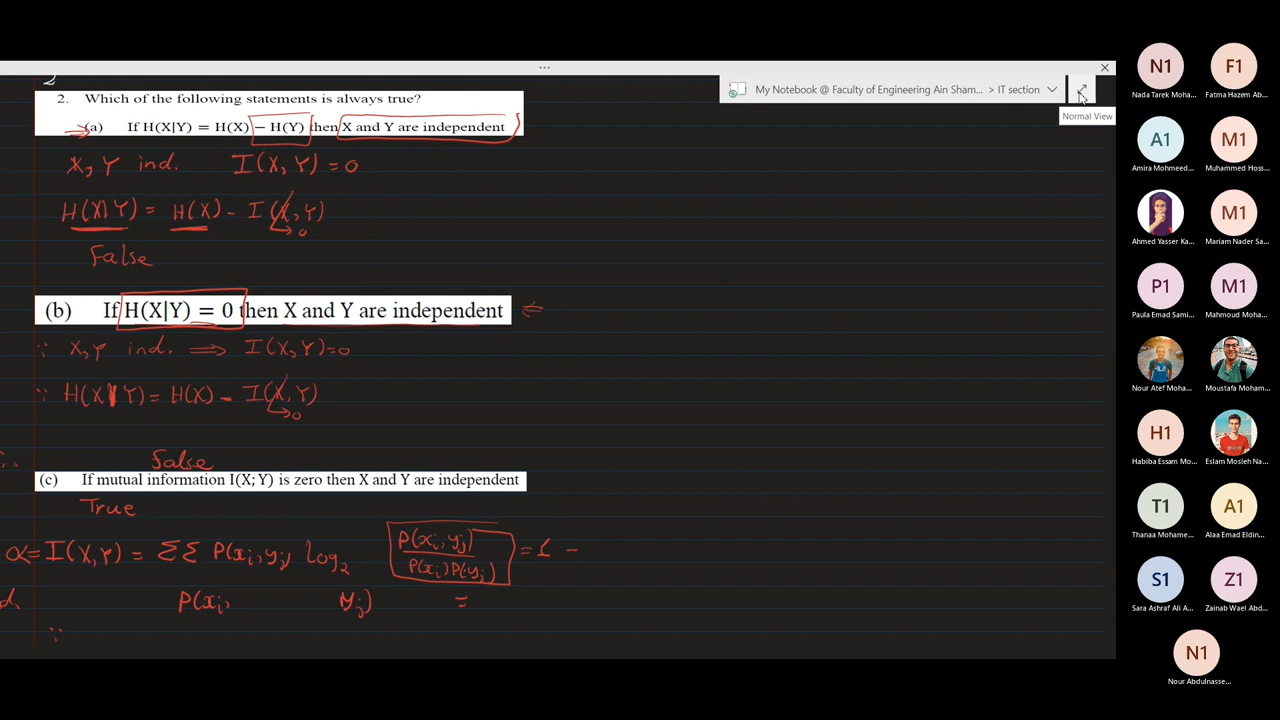 My Notebook @ Faculty of Engineering Ain Sham... > IT section
Normal View
2
2. Which of the following statements is always true?
(a) If H(X|Y) = H(X) − H(Y) then X and Y are independent
X, Y ind. I(X, Y) = 0
H(X|Y) = H(X) - I(X, Y)
0
False
(b) If H(X|Y) = 0 then X and Y are independent ⇐
∵ X, Y ind. ⟹ I(X, Y) = 0
∵ H(X|Y) = H(X) - I(X, Y)
0
∴ False
(c) If mutual information I(X; Y) is zero then X and Y are independent
True
= I(X, Y) = ΣΣ P(xi, yj) log2 P(xi, yj) / P(xi) P(yj) = 1 -
P(xi, yj) =
∵
N1 Nada Tarek Moha...
F1 Fatma Hazem Ab...
A1 Amira Mohmeed...
M1 Muhammed Hoss...
Ahmed Yasser Ka...
M1 Mariam Nader Sa...
P1 Paula Emad Sami...
M1 Mahmoud Moha...
Nour Atef Moha...
Moustafa Moham...
H1 Habiba Essam Mo...
Eslam Mosleh Na...
T1 Thanaa Mohame...
A1 Alaa Emad Eldin...
S1 Sara Ashraf Ali A...
Z1 Zainab Wael Abd...
N1 Nour Abdulnasse...